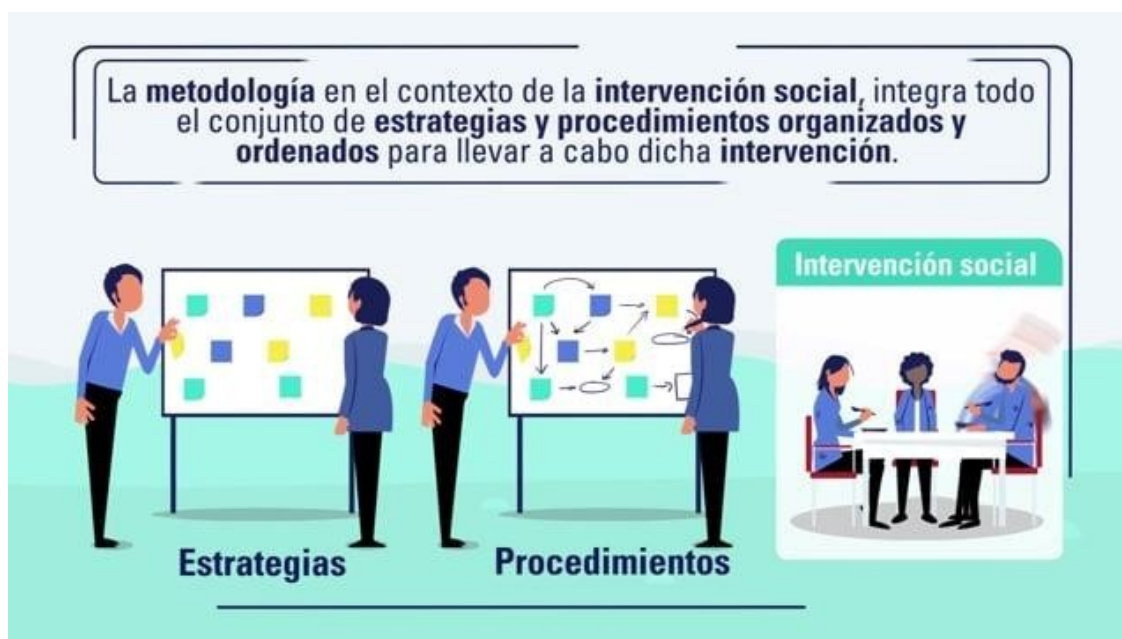 La metodología en el contexto de la intervención social, integra todo
el conjunto de estrategias y procedimientos organizados y
ordenados para llevar a cabo dicha intervención.
Intervención social
Estrategias
Procedimientos